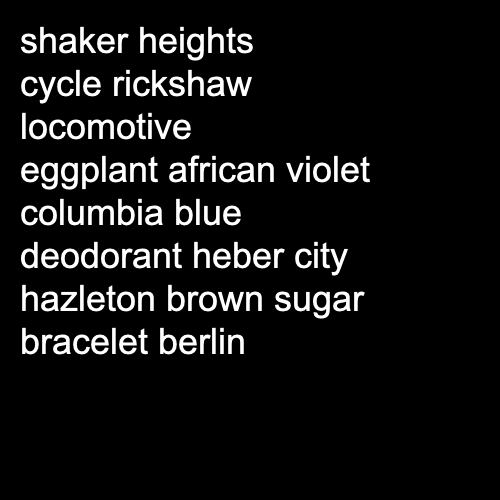 shaker heights
cycle rickshaw
locomotive
eggplant african violet
columbia blue
deodorant heber city
hazleton brown sugar
bracelet berlin